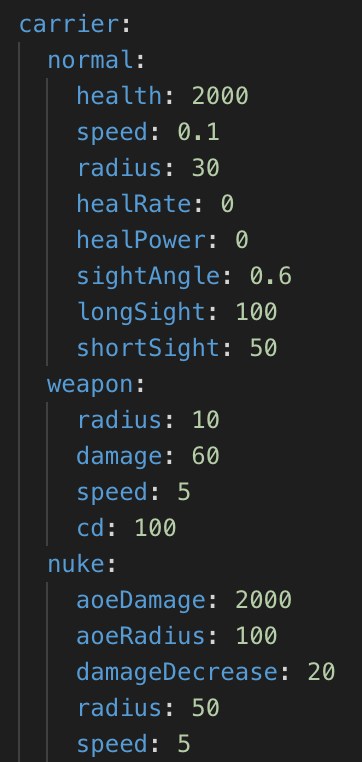 carrier:
  normal:
    health: 2000
    speed: 0.1
    radius: 30
    healRate: 0
    healPower: 0
    sightAngle: 0.6
    longSight: 100
    shortSight: 50
  weapon:
    radius: 10
    damage: 60
    speed: 5
    cd: 100
  nuke:
    aoeDamage: 2000
    aoeRadius: 100
    damageDecrease: 20
    radius: 50
    speed: 5